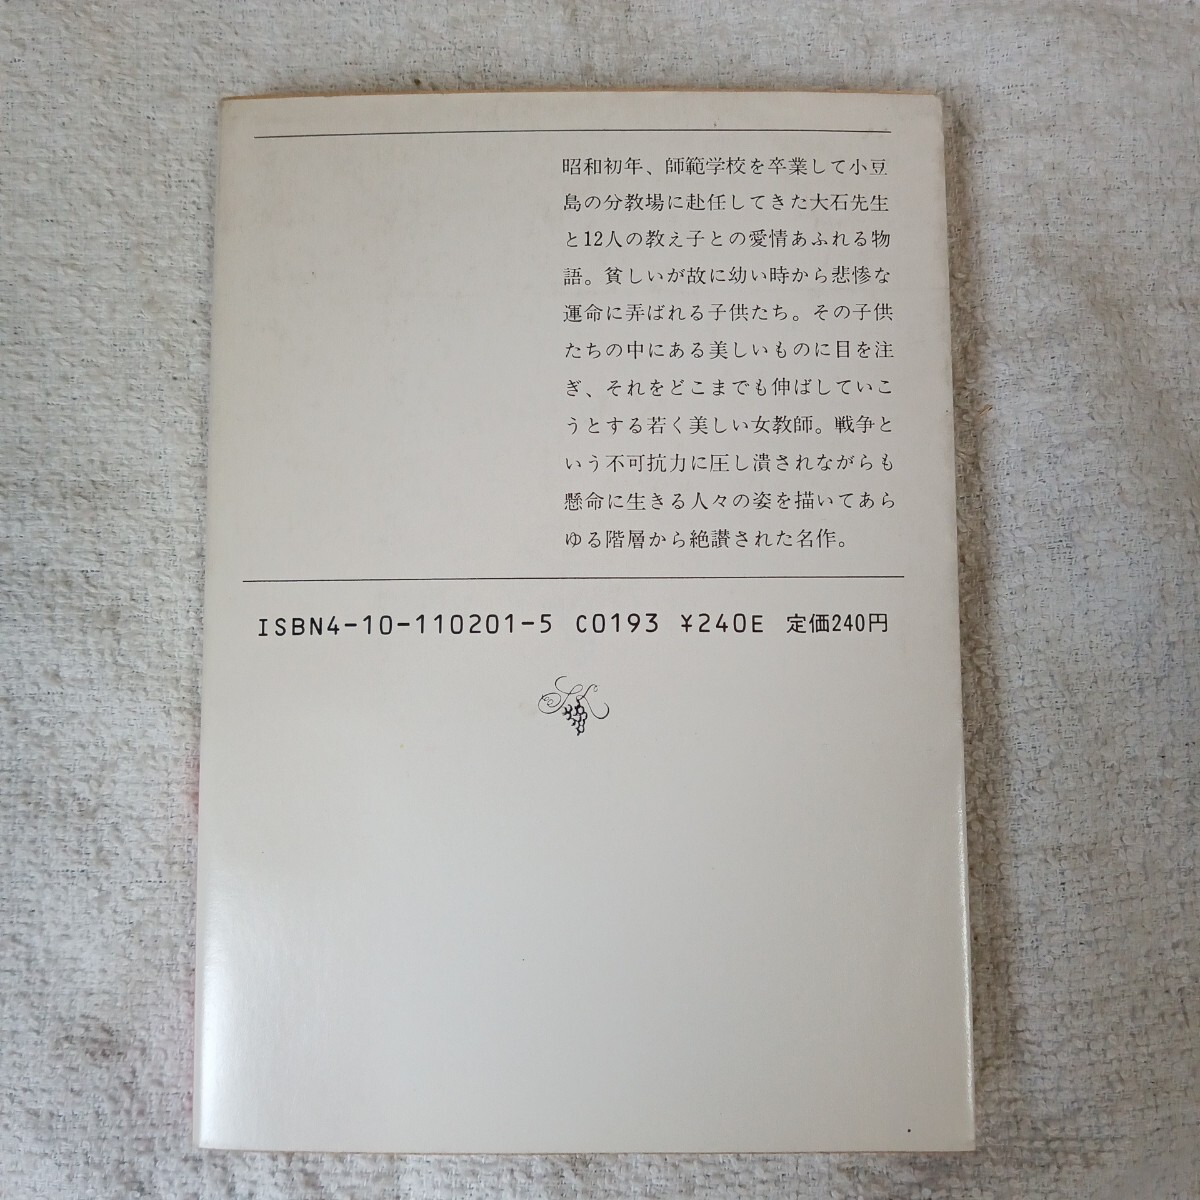 昭和初年、師範学校を卒業して小豆
島の分教場に赴任してきた大石先生
と12人の教え子との愛情あふれる物
語。貧しいが故に幼い時から悲惨な
運命に弄ばれる子供たち。その子供
たちの中にある美しいものに目を注
ぎ、それをどこまでも伸ばしていこ
うとする若く美しい女教師。戦争と
いう不可抗力に圧し潰されながらも
懸命に生きる人々の姿を描いてあら
ゆる階層から絶讃された名作。
ISBN4-10-110201-5 C0193 ¥240E 定価240円